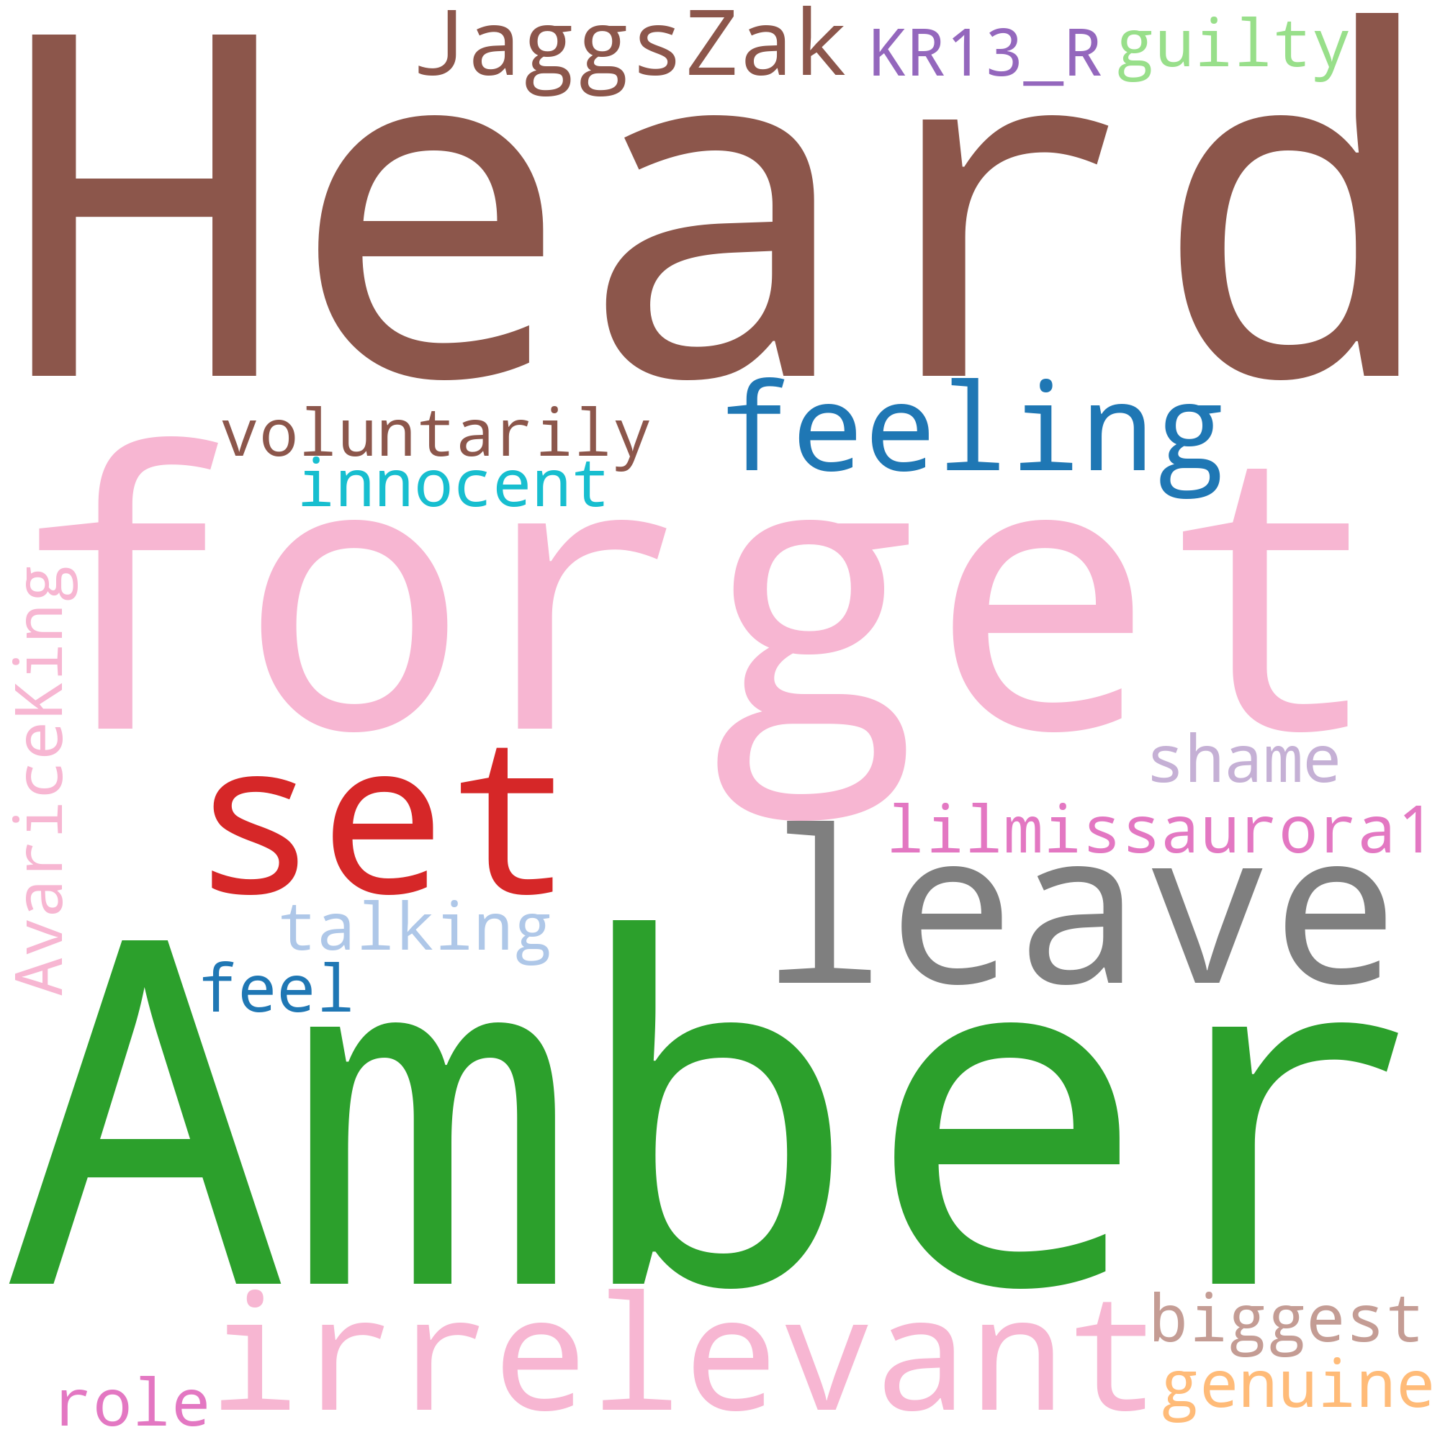 JaggsZak KR13_R guilty
Heard
voluntarily feeling
innocent
forget
AvariceKing
shame
set
lilmissaurora1
leave
talking
feel
Amber
irrelevant
biggest
genuine
role